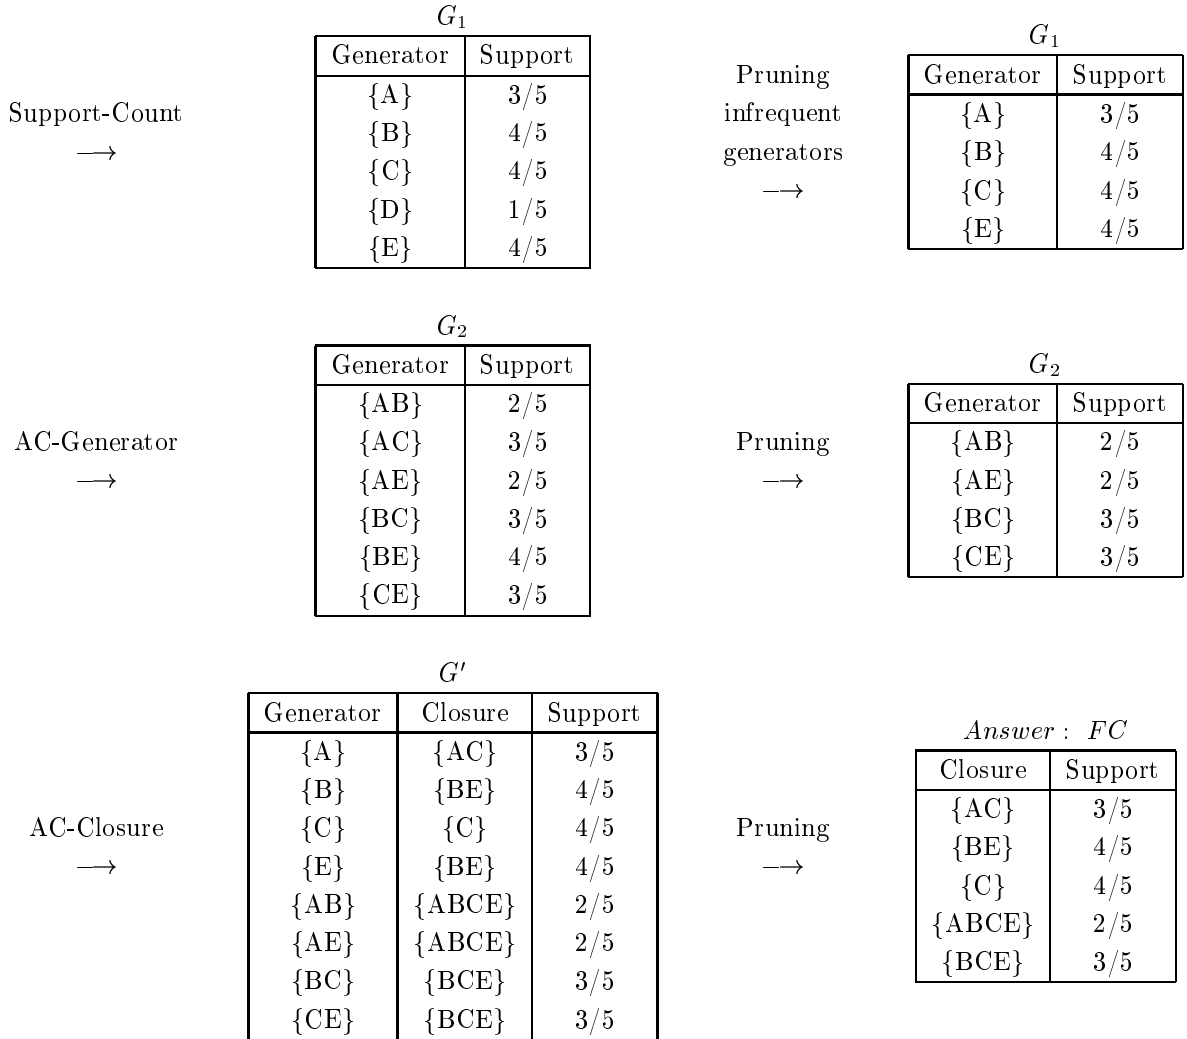 G₁
Generator Support
{A} 3/5
{B} 4/5
{C} 4/5
{D} 1/5
{E} 4/5
Support-Count
⟶
Pruning
infrequent
generators
⟶
G₁
Generator Support
{A} 3/5
{B} 4/5
{C} 4/5
{E} 4/5
AC-Generator
⟶
G₂
Generator Support
{AB} 2/5
{AC} 3/5
{AE} 2/5
{BC} 3/5
{BE} 4/5
{CE} 3/5
Pruning
⟶
G₂
Generator Support
{AB} 2/5
{AE} 2/5
{BC} 3/5
{CE} 3/5
AC-Closure
⟶
G′
Generator Closure Support
{A} {AC} 3/5
{B} {BE} 4/5
{C} {C} 4/5
{E} {BE} 4/5
{AB} {ABCE} 2/5
{AE} {ABCE} 2/5
{BC} {BCE} 3/5
{CE} {BCE} 3/5
Pruning
⟶
Answer : FC
Closure Support
{AC} 3/5
{BE} 4/5
{C} 4/5
{ABCE} 2/5
{BCE} 3/5